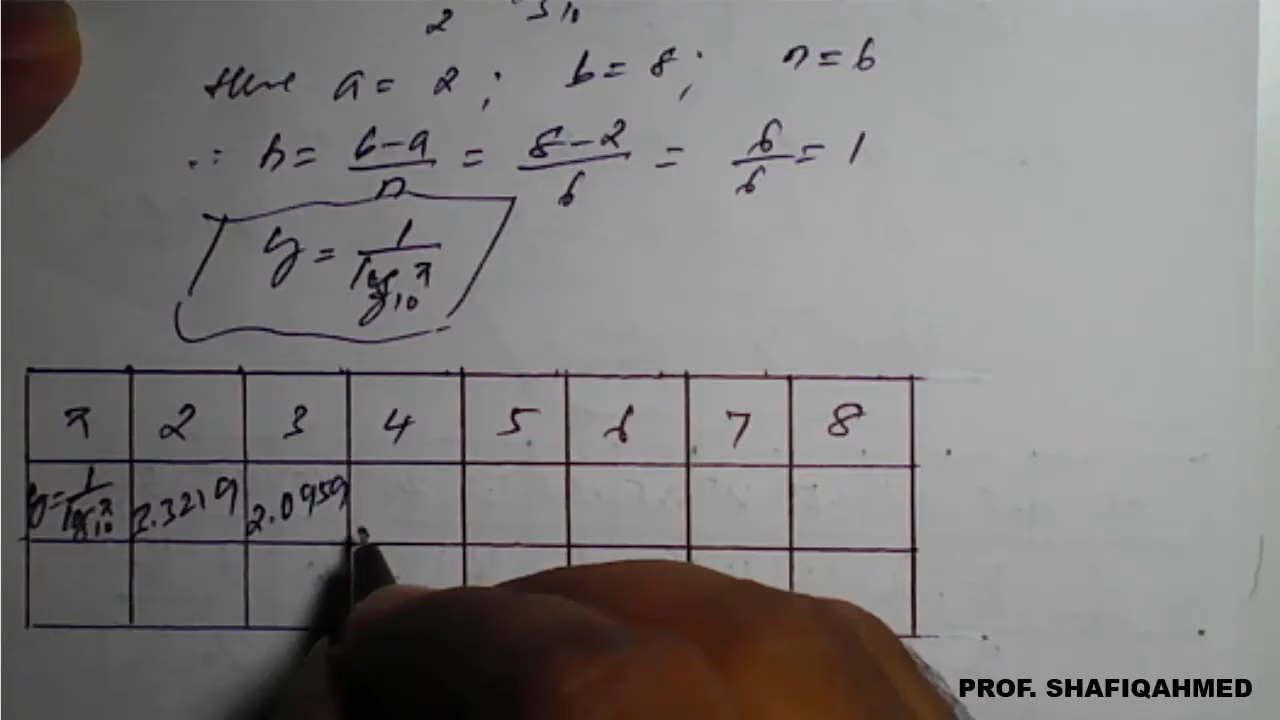 2
Here a = 2 ; b = 8 ; n = 6
∴ h = b-a/n = 8-2/6 = 6/6 = 1
y = 1/log₁₀x
x 2 3 4 5 6 7 8
y=1/log₁₀x 3.3219 2.0959
PROF. SHAFIQAHMED